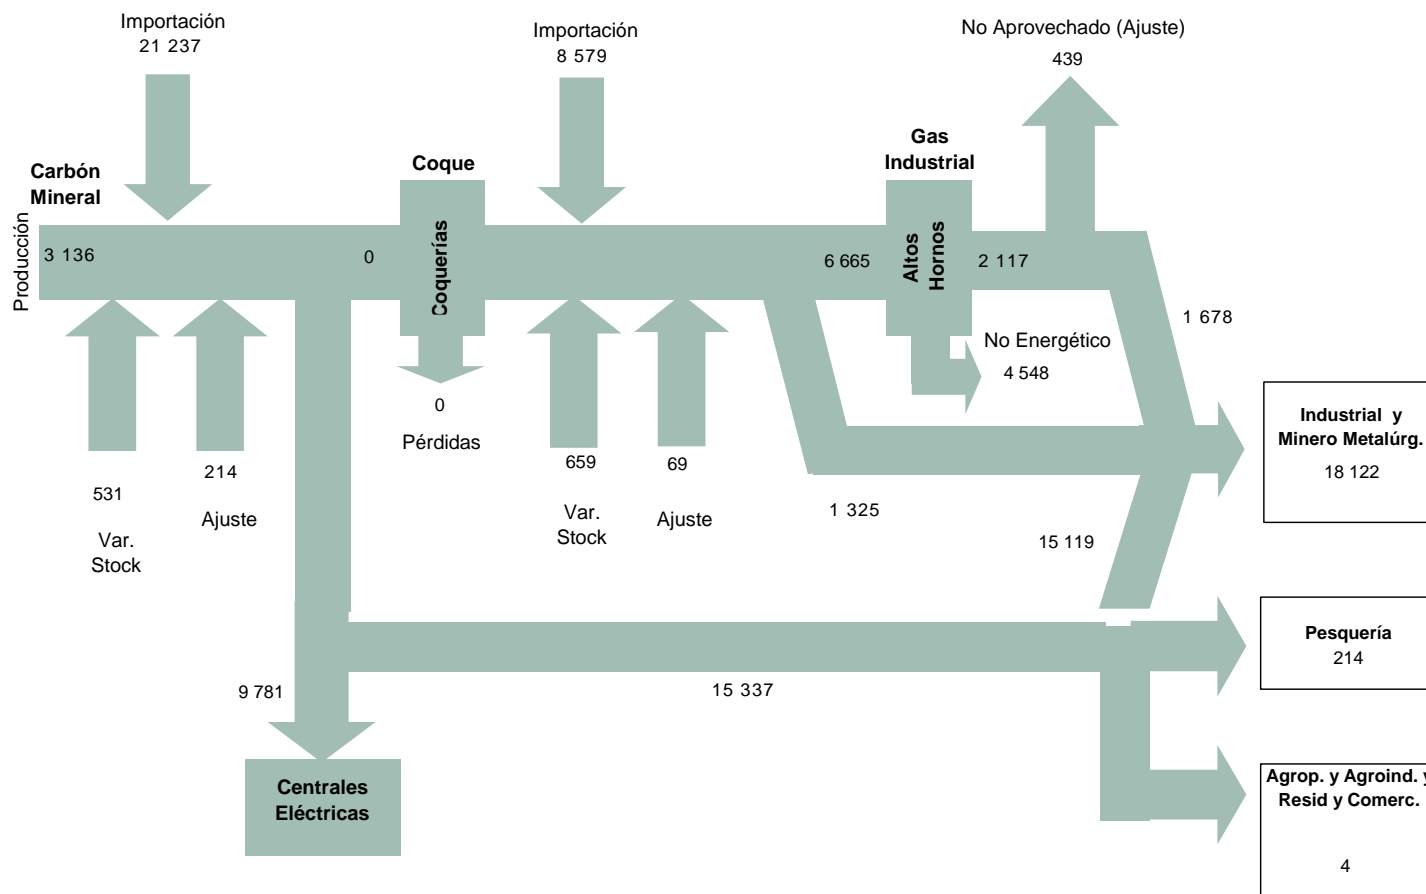 Importación
21 237
Importación
8 579
No Aprovechado (Ajuste)
439
Carbón
Mineral
Coque
Gas
Industrial
Producción
3 136
0
Coquerías
6 665
Altos
Hornos
2 117
1 678
No Energético
4 548
0
Pérdidas
531
Var.
Stock
214
Ajuste
659
Var.
Stock
69
Ajuste
1 325
15 119
Industrial y
Minero Metalúrg.
18 122
Pesquería
214
9 781
15 337
Centrales
Eléctricas
Agrop. y Agroind. y
Resid y Comerc.
4